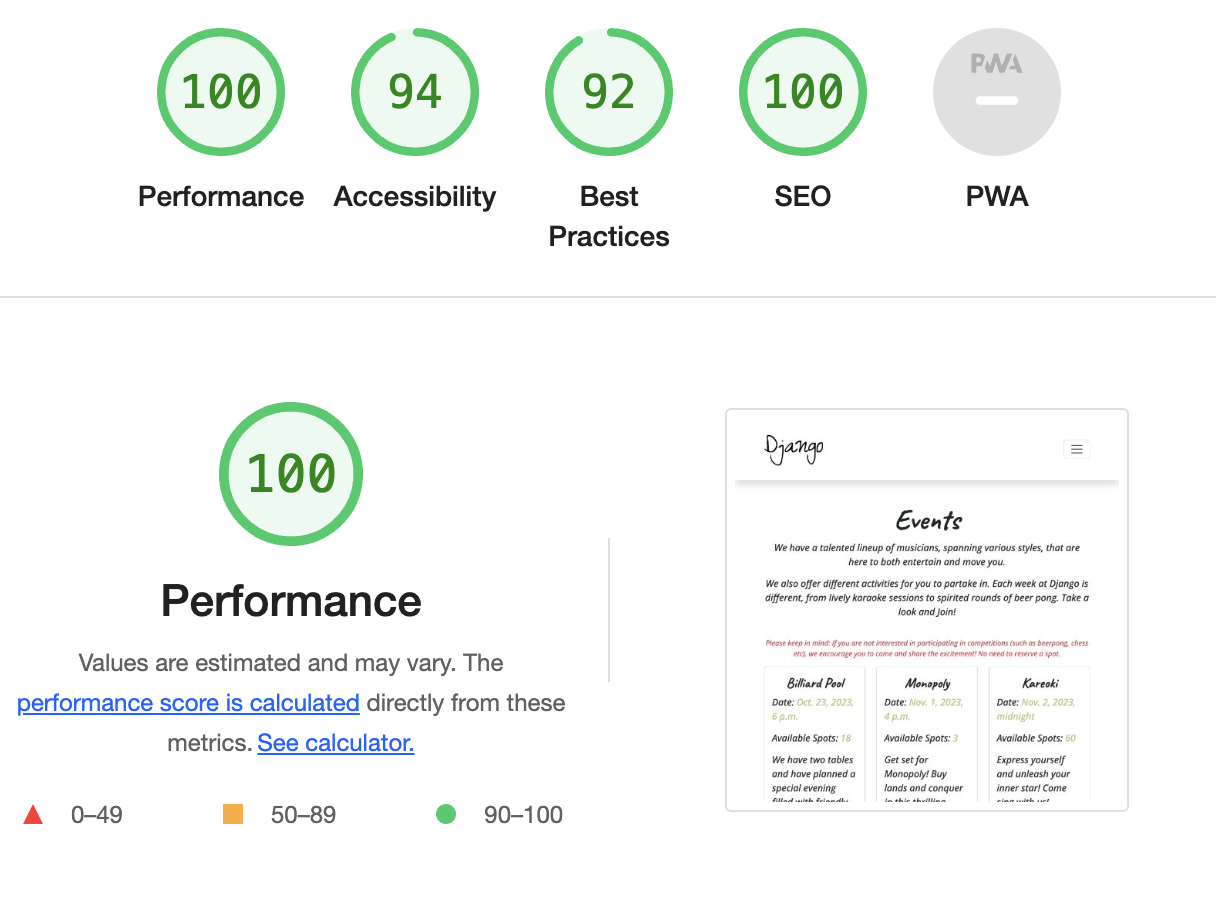 100
94
92
100
PWA
Performance
Accessibility
Best
Practices
SEO
PWA
100
Performance
Values are estimated and may vary. The
performance score is calculated directly from these
metrics. See calculator.
0–49
50–89
90–100
Django
Events
We have a talented lineup of musicians, spanning various styles, that are
here to both entertain and move you.
We also offer different activities for you to partake in. Each week at Django is
different, from lively karaoke sessions to spirited rounds of beer pong. Take a
look and Join!
Please keep in mind: if you are not interested in participating in competitions (such as beerpong, chess
etc), we encourage you to come and share the excitement! No need to reserve a spot.
Billiard Pool
Date: Oct. 23, 2023,
6 p.m.
Available Spots: 18
We have two tables
and have planned a
special evening
filled with friendly
Monopoly
Date: Nov. 1, 2023,
4 p.m.
Available Spots: 3
Get set for
Monopoly! Buy
lands and conquer
in this thrilling
Kareoki
Date: Nov. 2, 2023,
midnight
Available Spots: 60
Express yourself
and unleash your
inner star! Come
sing with us!